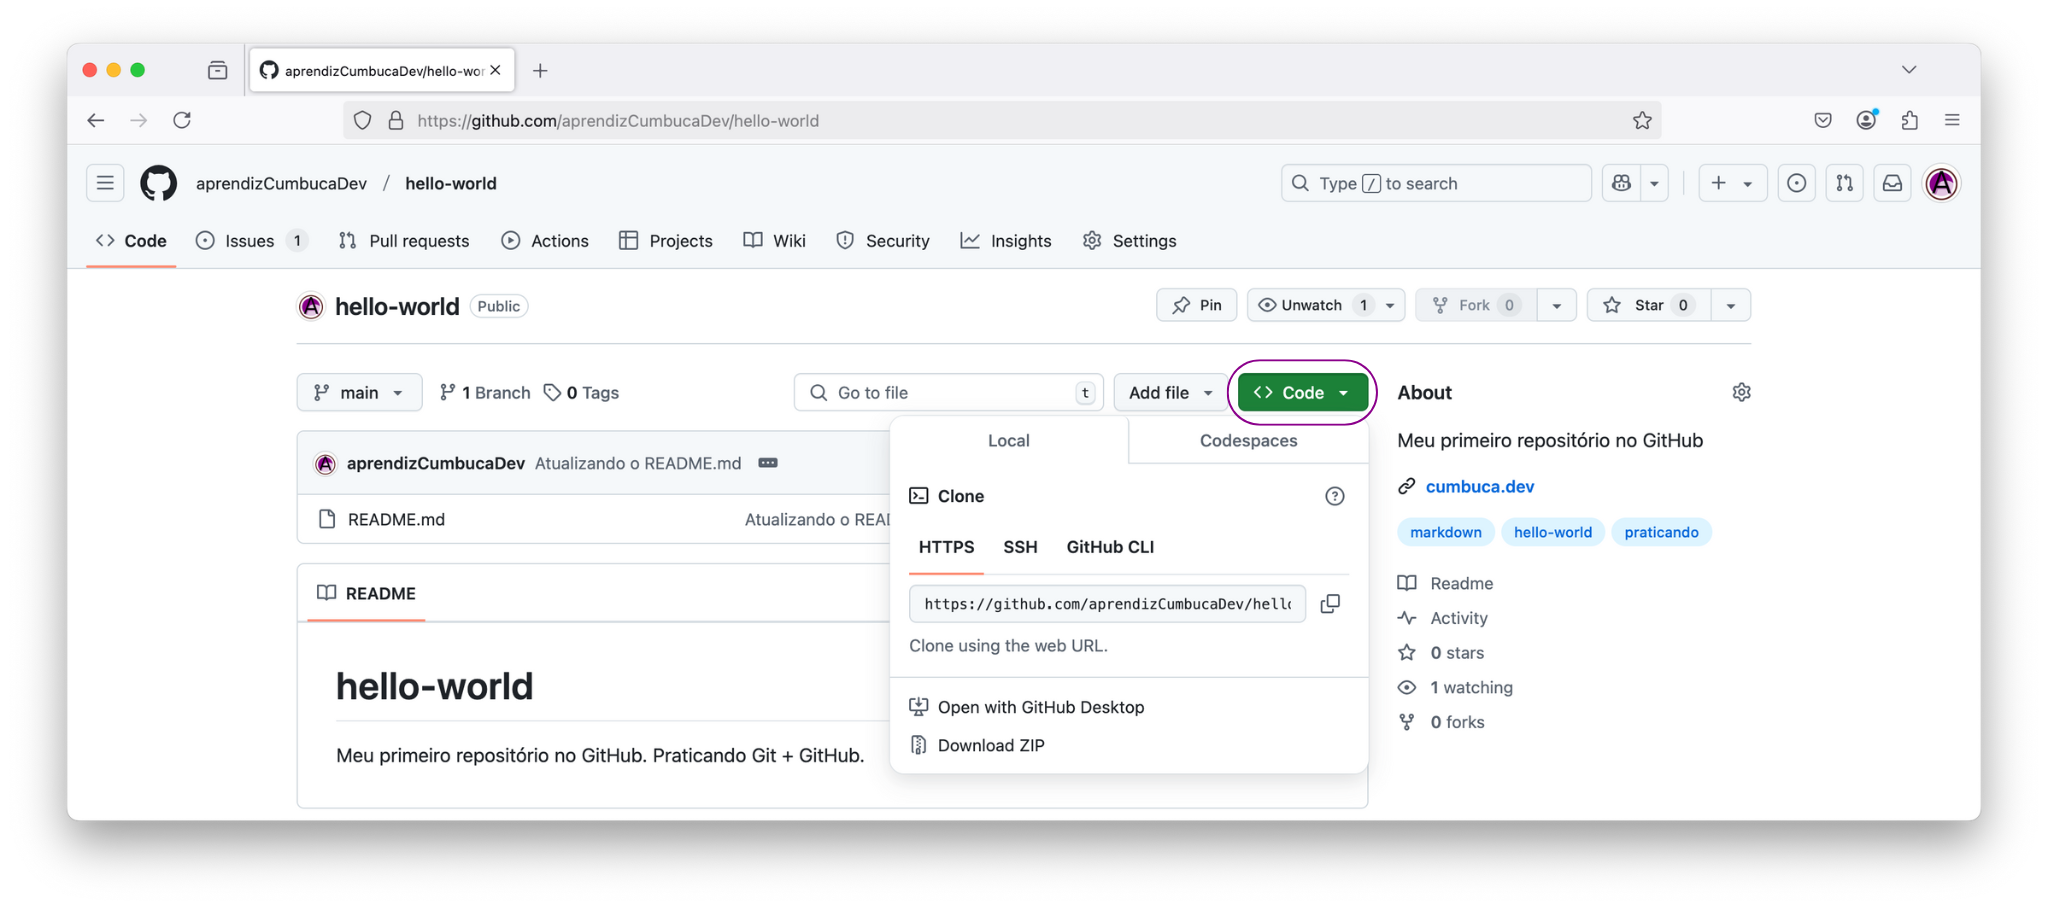 aprendizCumbucaDev/hello-wor
https://github.com/aprendizCumbucaDev/hello-world
aprendizCumbucaDev / hello-world
Type / to search
Code Issues 1 Pull requests Actions Projects Wiki Security Insights Settings
hello-world Public
Pin Unwatch 1 Fork 0 Star 0
main 1 Branch 0 Tags Go to file t Add file Code
About
Local Codespaces
Meu primeiro repositório no GitHub
aprendizCumbucaDev Atualizando o README.md
cumbuca.dev
Clone
README.md Atualizando o REA
markdown hello-world praticando
HTTPS SSH GitHub CLI
Readme
README
https://github.com/aprendizCumbucaDev/hello
Activity
Clone using the web URL.
0 stars
hello-world
1 watching
Open with GitHub Desktop
0 forks
Download ZIP
Meu primeiro repositório no GitHub. Praticando Git + GitHub.